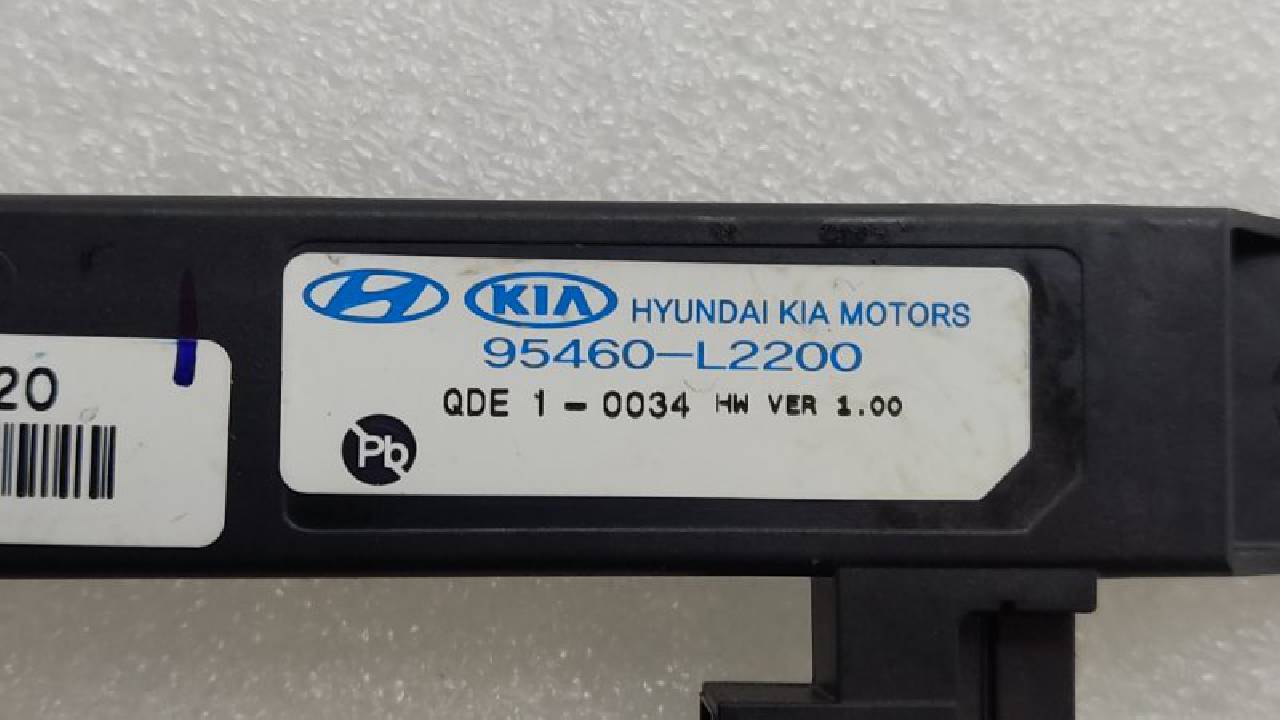 KIA HYUNDAI KIA MOTORS
95460-L2200
QDE 1-0034 HW VER 1.00
Pb
20